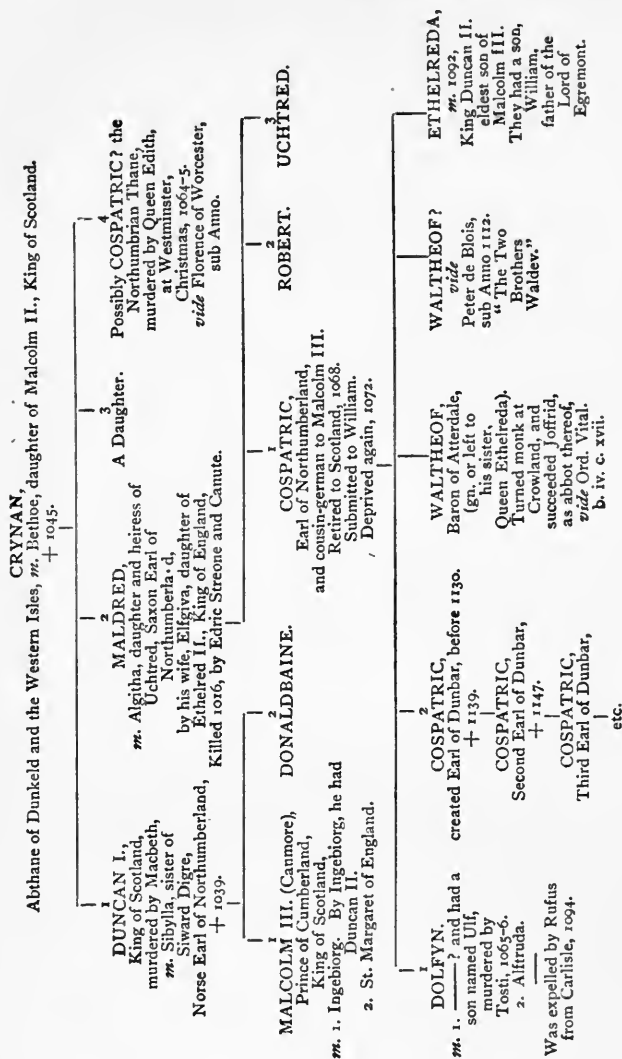 CRYNAN,
Abthane of Dunkeld and the Western Isles, m. Bethoe, daughter of Malcolm II., King of Scotland.
+ 1045.
1
DUNCAN I.,
King of Scotland,
murdered by Macbeth,
m. Sibylla, sister of
Siward Digre,
Norse Earl of Northumberland,
+ 1039.
2
MALDRED,
m. Algitha, daughter and heiress of
Uchtred, Saxon Earl of
Northumberla·d,
by his wife, Elfgiva, daughter of
Ethelred II., King of England,
Killed 1016, by Edric Streone and Canute.
3
A Daughter.
4
Possibly COSPATRIC? the
Northumbrian Thane,
murdered by Queen Edith,
at Westminster,
Christmas, 1064-5.
vide Florence of Worcester,
sub Anno.
1
MALCOLM III. (Canmore),
Prince of Cumberland,
King of Scotland,
m. 1. Ingebiorg. By Ingebiorg, he had
Duncan II.
2. St. Margaret of England.
2
DONALDBAINE.
1
COSPATRIC,
Earl of Northumberland,
and cousin-german to Malcolm III.
Retired to Scotland, 1068.
Submitted to William.
Deprived again, 1072.
2
ROBERT.
3
UCHTRED.
1
DOLFYN.
m. 1. ——? and had a
son named Ulf,
murdered by
Tosti, 1065-6.
2. Alftruda.
Was expelled by Rufus
from Carlisle, 1094.
2
COSPATRIC,
created Earl of Dunbar, before 1130.
+ 1139.
COSPATRIC,
Second Earl of Dunbar,
+ 1147.
COSPATRIC,
Third Earl of Dunbar,
etc.
WALTHEOF,
Baron of Atterdale,
(gn. or left to
his sister,
Queen Ethelreda).
Turned monk at
Crowland, and
succeeded Joffrid,
as abbot thereof,
vide Ord. Vital.
b. iv. c. xvii.
WALTHEOF?
vide
Peter de Blois,
sub Anno 1112.
"The Two
Brothers
Waldev."
ETHELREDA,
m. 1092,
King Duncan II.
eldest son of
Malcolm III.
They had a son,
William,
father of the
Lord of
Egremont.